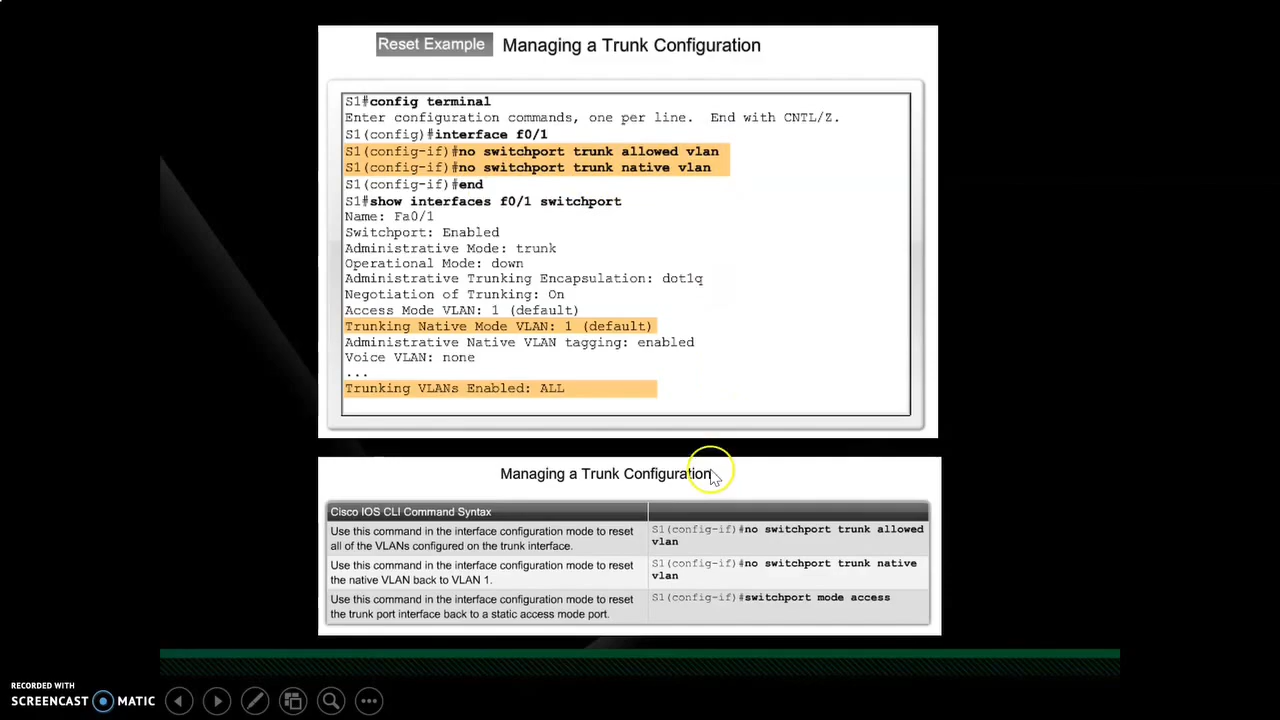 Reset Example
Managing a Trunk Configuration
S1#config terminal
Enter configuration commands, one per line. End with CNTL/Z.
S1(config)#interface f0/1
S1(config-if)#no switchport trunk allowed vlan
S1(config-if)#no switchport trunk native vlan
S1(config-if)#end
S1#show interfaces f0/1 switchport
Name: Fa0/1
Switchport: Enabled
Administrative Mode: trunk
Operational Mode: down
Administrative Trunking Encapsulation: dot1q
Negotiation of Trunking: On
Access Mode VLAN: 1 (default)
Trunking Native Mode VLAN: 1 (default)
Administrative Native VLAN tagging: enabled
Voice VLAN: none
...
Trunking VLANs Enabled: ALL
Managing a Trunk Configuration
Cisco IOS CLI Command Syntax
Use this command in the interface configuration mode to reset
all of the VLANs configured on the trunk interface.
S1(config-if)#no switchport trunk allowed
vlan
Use this command in the interface configuration mode to reset
the native VLAN back to VLAN 1.
S1(config-if)#no switchport trunk native
vlan
Use this command in the interface configuration mode to reset
the trunk port interface back to a static access mode port.
S1(config-if)#switchport mode access
RECORDED WITH
SCREENCAST MATIC